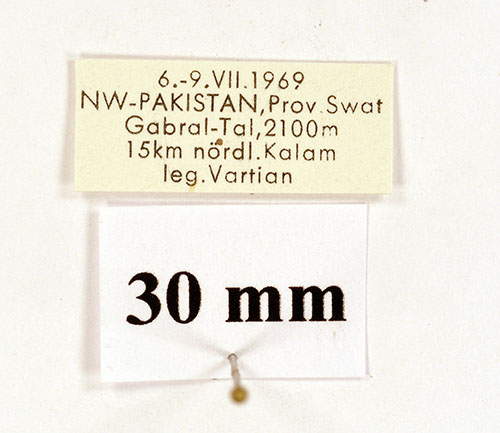 6.-9.VII.1969
NW-PAKISTAN,Prov.Swat
Gabral-Tal,2100m
15km nördl.Kalam
leg.Vartian
30 mm